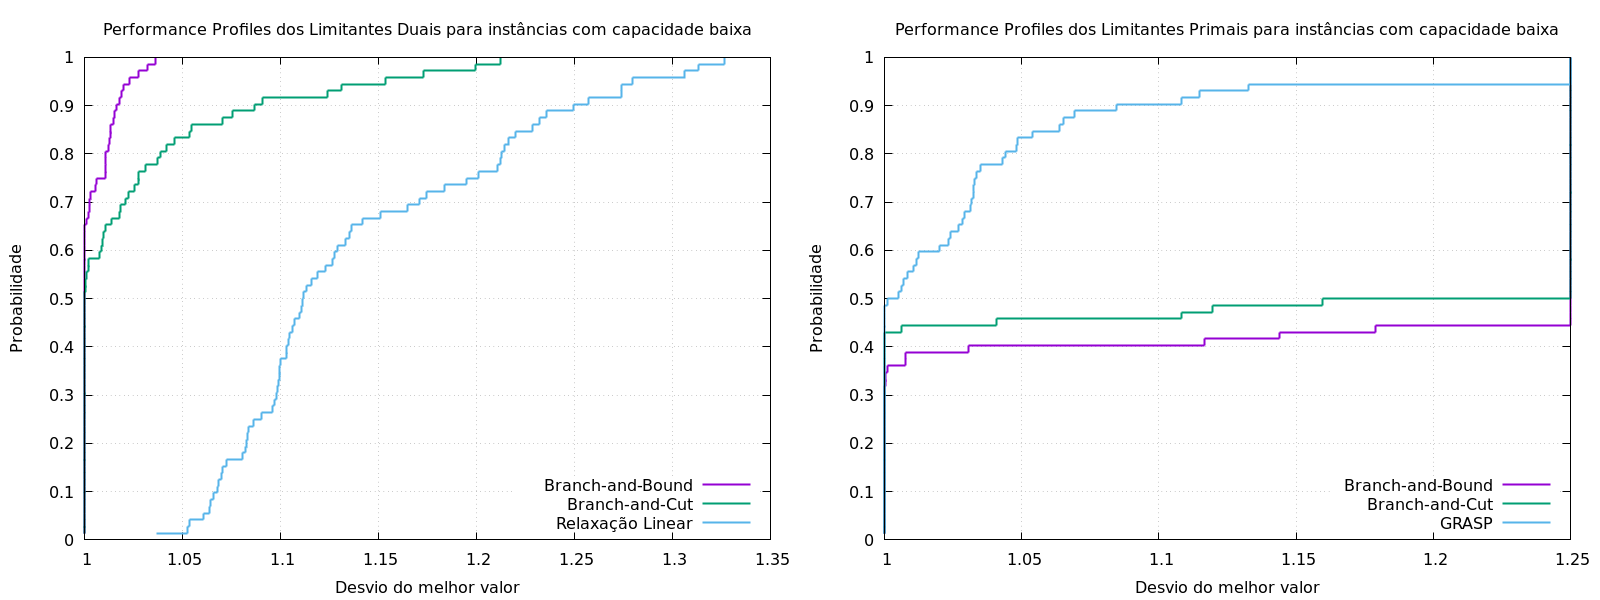 Performance Profiles dos Limitantes Duais para instâncias com capacidade baixa
1
0.9
0.8
0.7
0.6
0.5
0.4
0.3
0.2
0.1
0
Probabilidade
Branch-and-Bound
Branch-and-Cut
Relaxação Linear
1 1.05 1.1 1.15 1.2 1.25 1.3 1.35
Desvio do melhor valor
Performance Profiles dos Limitantes Primais para instâncias com capacidade baixa
1
0.9
0.8
0.7
0.6
0.5
0.4
0.3
0.2
0.1
0
Probabilidade
Branch-and-Bound
Branch-and-Cut
GRASP
1 1.05 1.1 1.15 1.2 1.25
Desvio do melhor valor